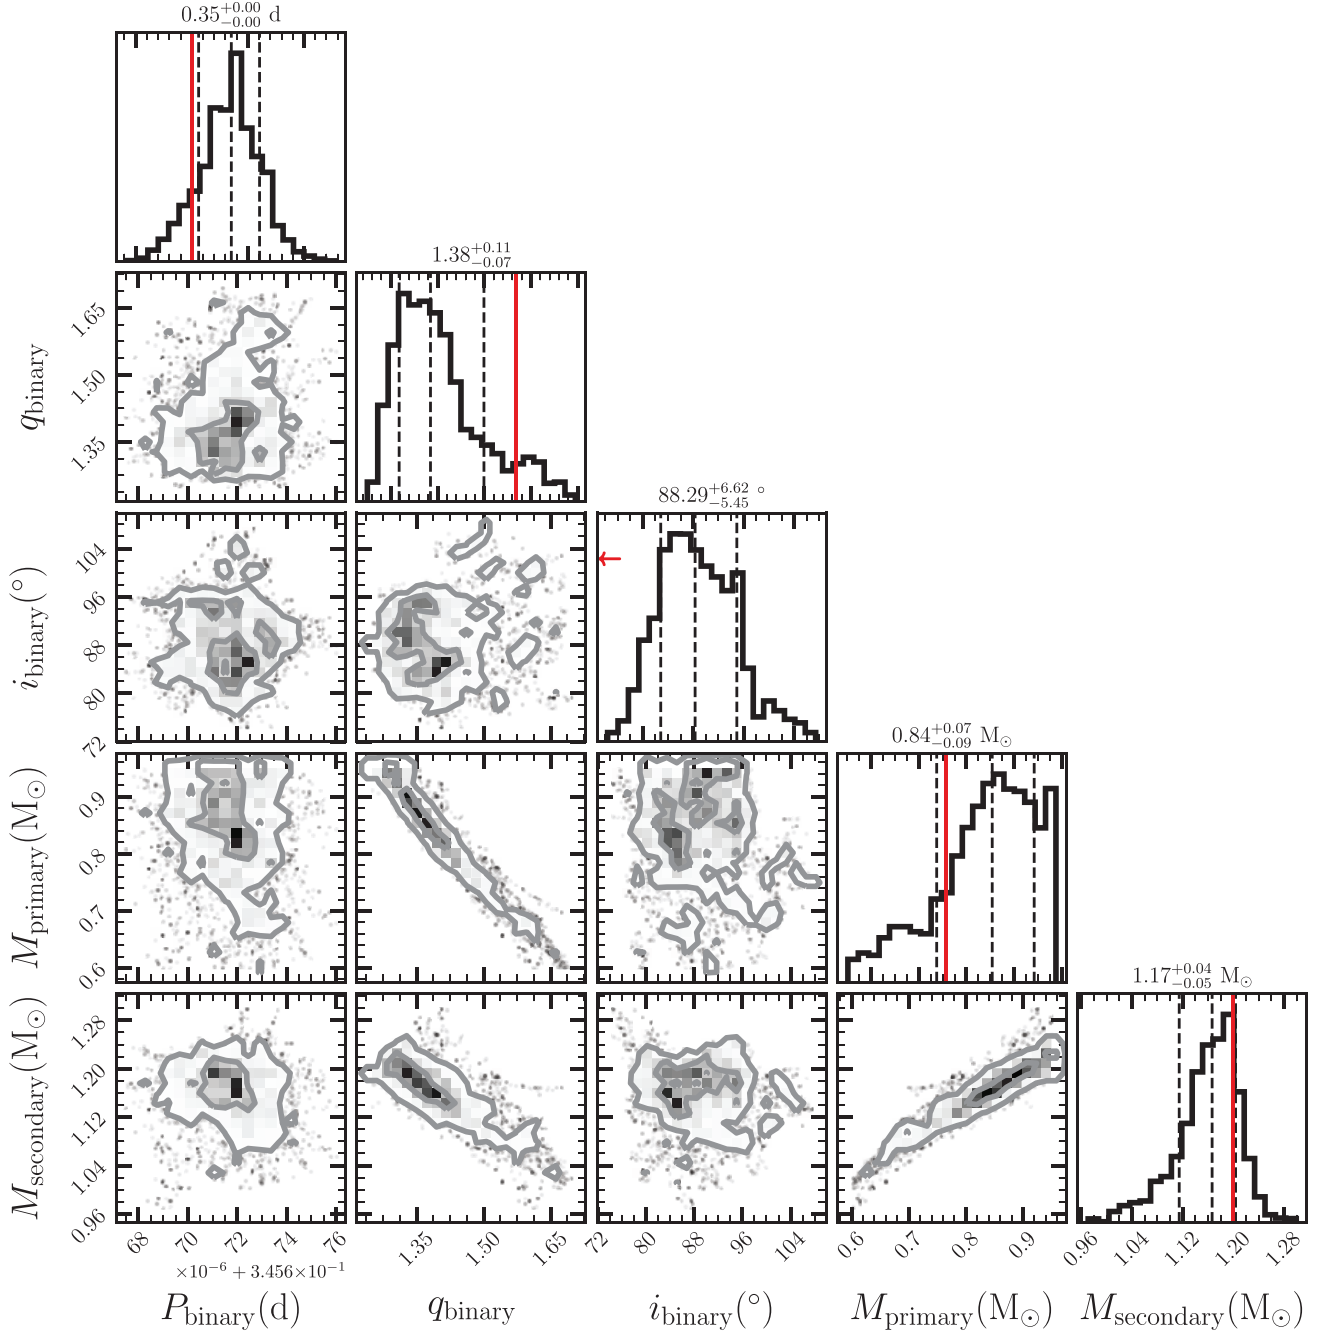 0.35+0.00−0.00 d
1.38+0.11−0.07
88.29+6.62−5.45 °
0.84+0.07−0.09 M⊙
1.17+0.04−0.05 M⊙
qbinary
1.65
1.50
1.35
ibinary(°)
104
96
88
80
72
Mprimary(M⊙)
0.9
0.8
0.7
0.6
Msecondary(M⊙)
1.28
1.20
1.12
1.04
0.96
68 70 72 74 76
×10−6 + 3.456×10−1
1.35 1.50 1.65
72 80 88 96 104
0.6 0.7 0.8 0.9
0.96 1.04 1.12 1.20 1.28
Pbinary(d) qbinary ibinary(°) Mprimary(M⊙) Msecondary(M⊙)